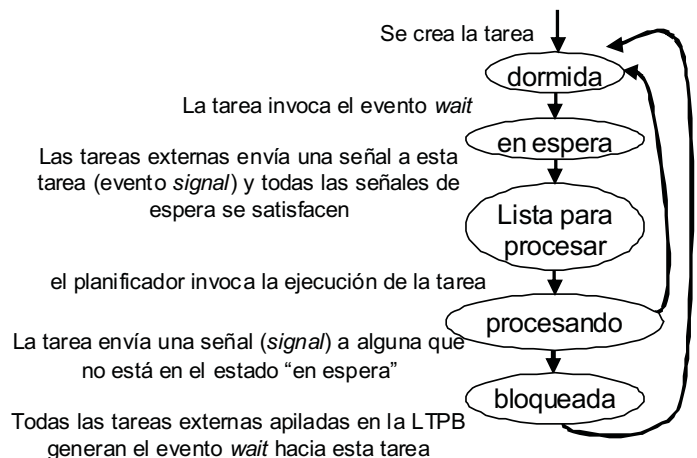 Se crea la tarea
dormida
La tarea invoca el evento wait
en espera
Las tareas externas envía una señal a esta
tarea (evento signal) y todas las señales de
espera se satisfacen
Lista para
procesar
el planificador invoca la ejecución de la tarea
procesando
La tarea envía una señal (signal) a alguna que
no está en el estado “en espera”
bloqueada
Todas las tareas externas apiladas en la LTPB
generan el evento wait hacia esta tarea